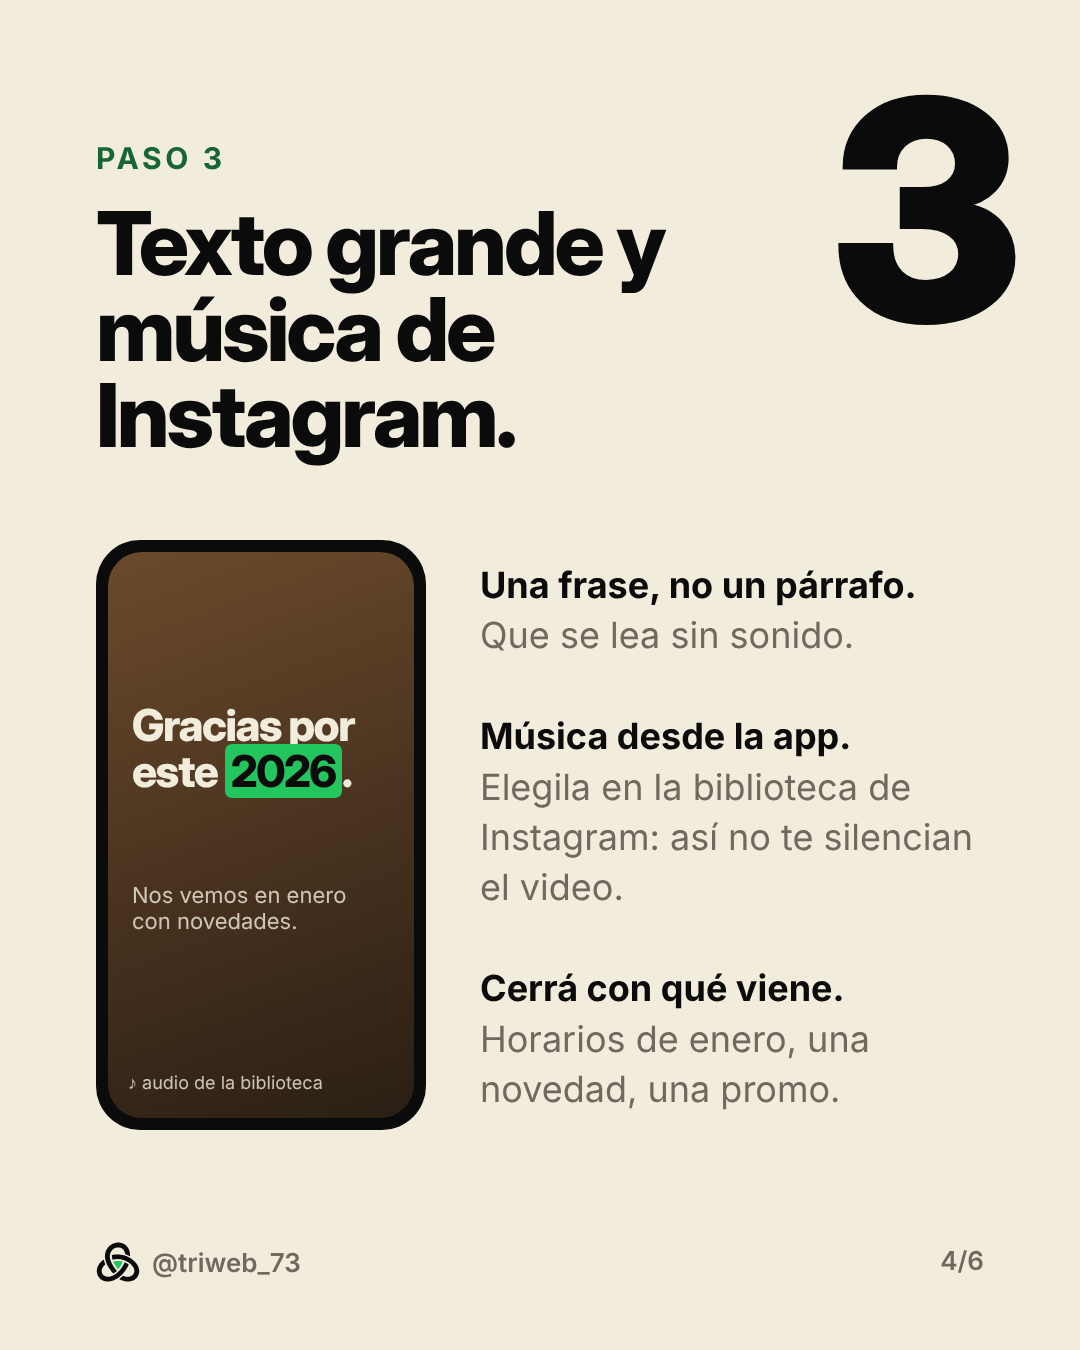 PASO 3
3
Texto grande y
música de
Instagram.
Gracias por
este 2026.
Nos vemos en enero
con novedades.
♪ audio de la biblioteca
Una frase, no un párrafo.
Que se lea sin sonido.
Música desde la app.
Elegila en la biblioteca de
Instagram: así no te silencian
el video.
Cerrá con qué viene.
Horarios de enero, una
novedad, una promo.
@triweb_73
4/6